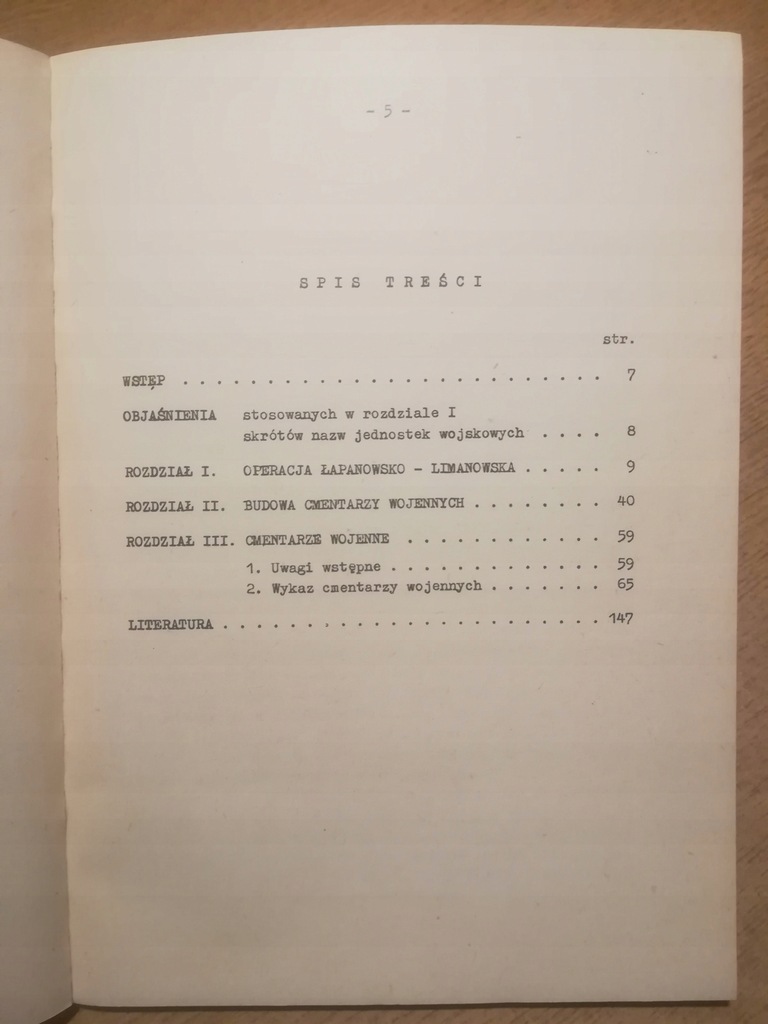 - 5 -
SPIS TREŚCI
str.
WSTĘP . . . . . . . . . . . . . . . . . . . . . . . . . 7
OBJAŚNIENIA stosowanych w rozdziale I
skrótów nazw jednostek wojskowych . . . . 8
ROZDZIAŁ I. OPERACJA ŁAPANOWSKO - LIMANOWSKA . . . . . 9
ROZDZIAŁ II. BUDOWA CMENTARZY WOJENNYCH . . . . . . . . 40
ROZDZIAŁ III. CMENTARZE WOJENNE . . . . . . . . . . . . 59
1. Uwagi wstępne . . . . . . . . . . . . . 59
2. Wykaz cmentarzy wojennych . . . . . . . 65
LITERATURA . . . . . . . . . . . . . . . . . . . . . . . 147